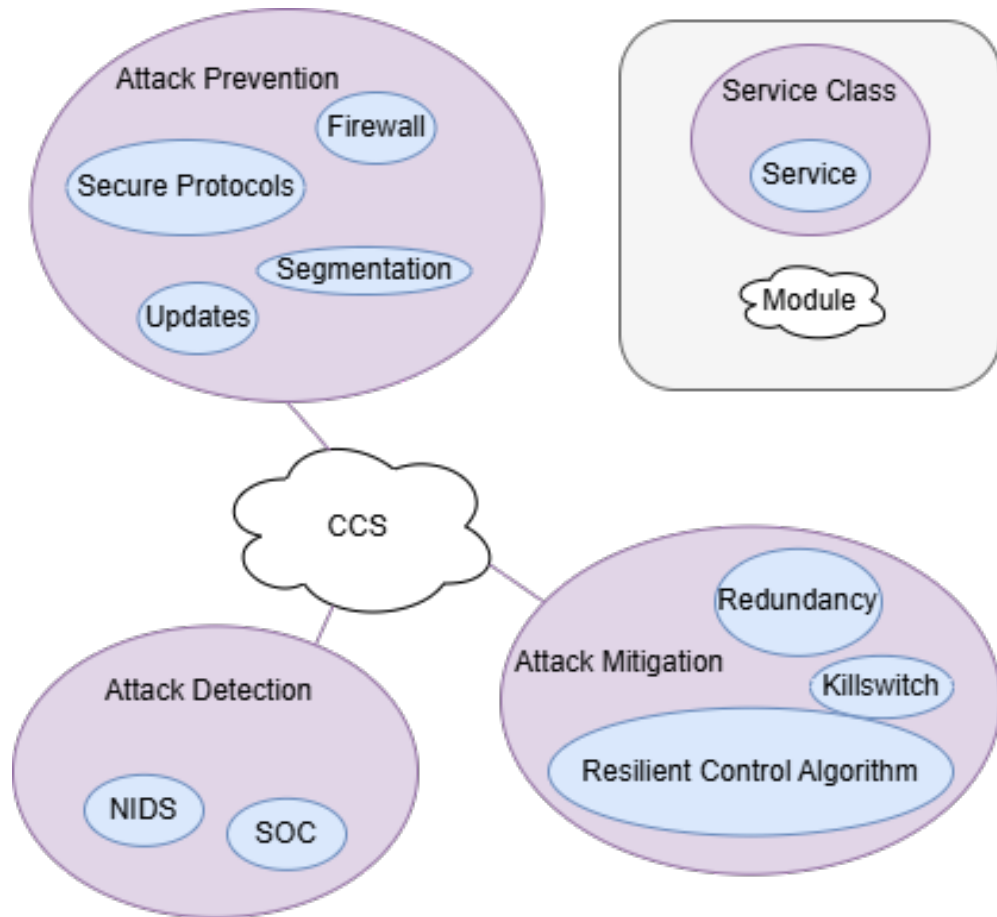 Attack Prevention
Firewall
Secure Protocols
Segmentation
Updates
Service Class
Service
Module
CCS
Redundancy
Attack Mitigation
Killswitch
Resilient Control Algorithm
Attack Detection
NIDS
SOC